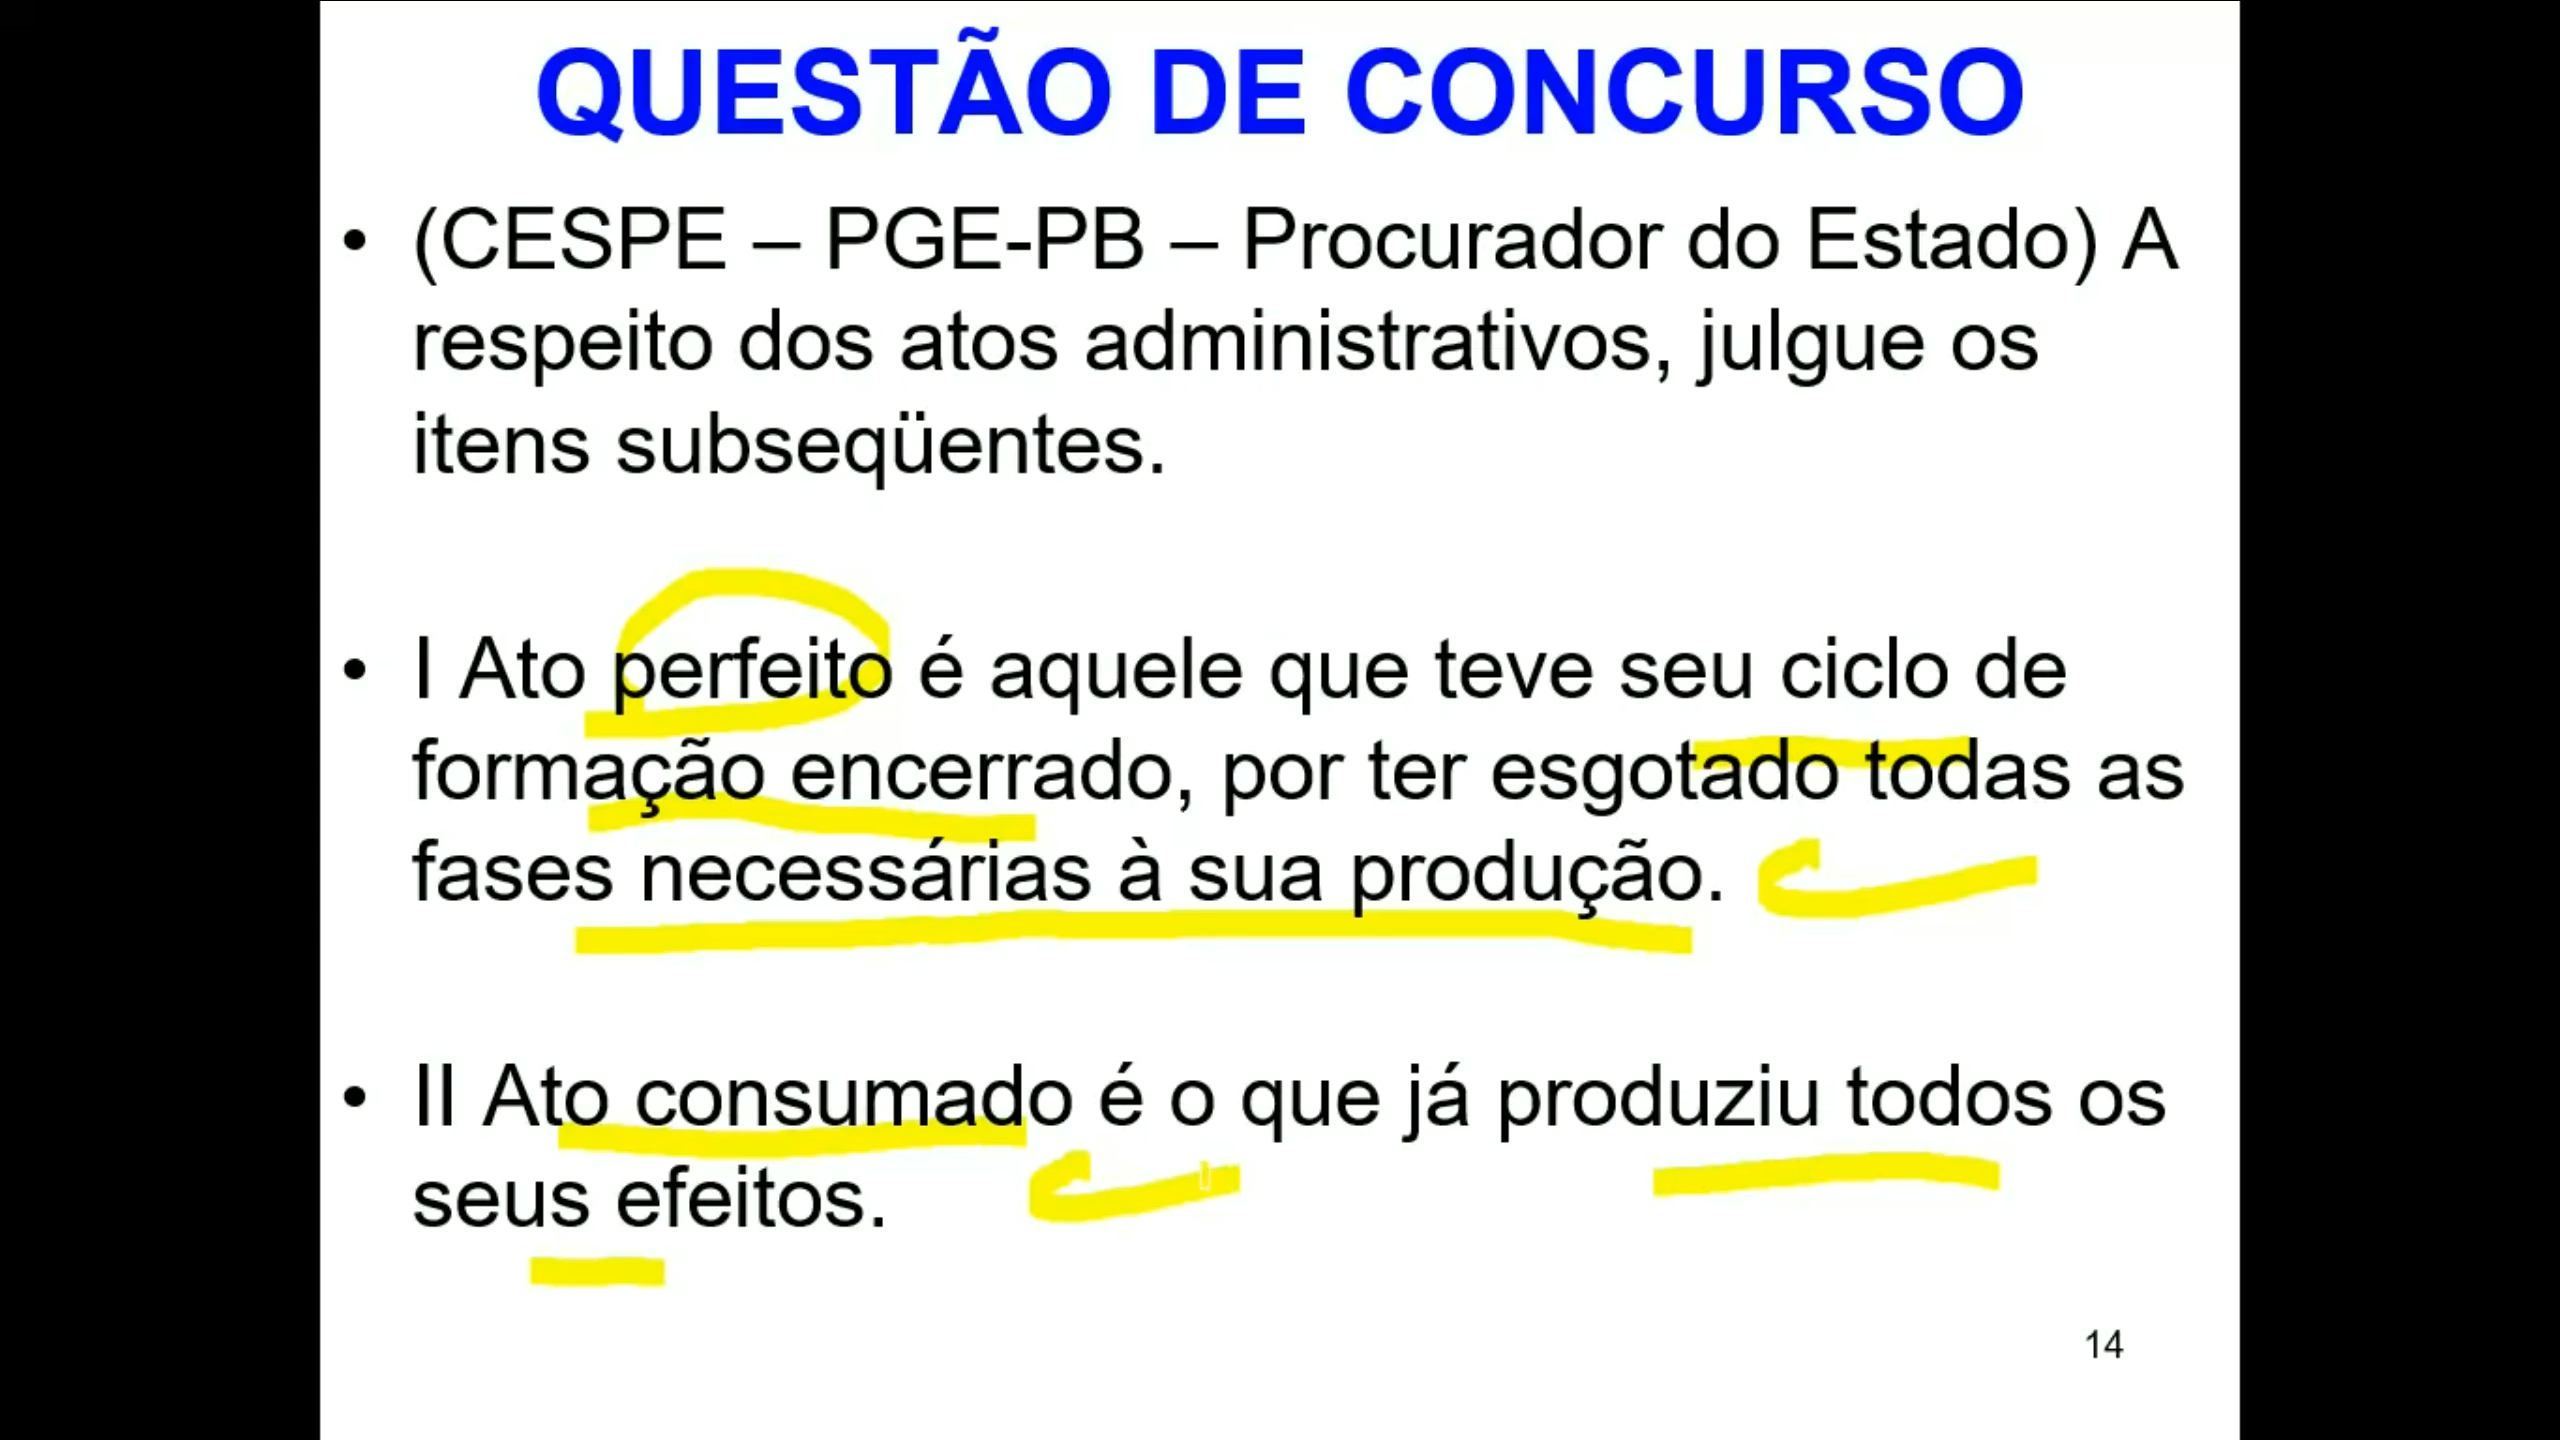 QUESTÃO DE CONCURSO
• (CESPE – PGE-PB – Procurador do Estado) A
respeito dos atos administrativos, julgue os
itens subseqüentes.
• I Ato perfeito é aquele que teve seu ciclo de
formação encerrado, por ter esgotado todas as
fases necessárias à sua produção.
• II Ato consumado é o que já produziu todos os
seus efeitos.
14